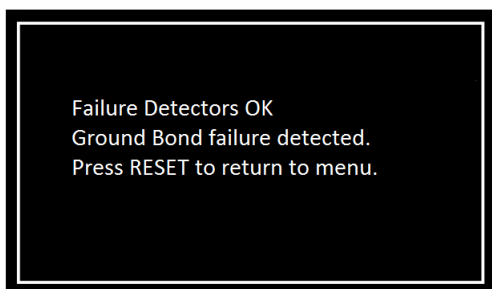 Failure Detectors OK
Ground Bond failure detected.
Press RESET to return to menu.